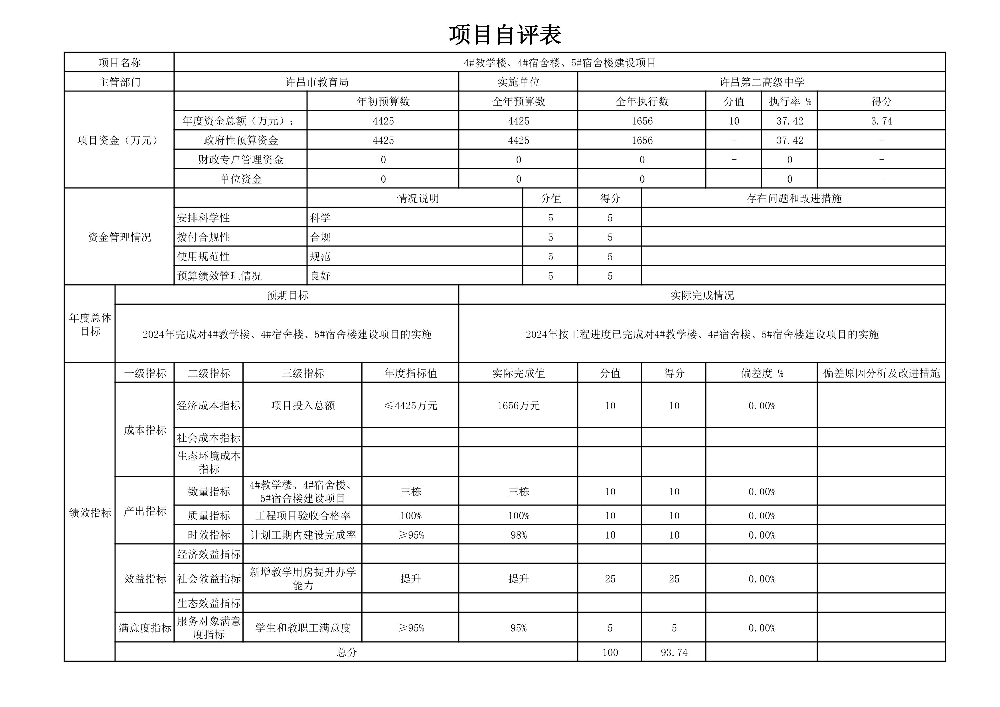 项目自评表
项目名称 4#教学楼、4#宿舍楼、5#宿舍楼建设项目
主管部门 许昌市教育局 实施单位 许昌第二高级中学
项目资金（万元） 年初预算数 全年预算数 全年执行数 分值 执行率 % 得分
年度资金总额（万元）： 4425 4425 1656 10 37.42 3.74
政府性预算资金 4425 4425 1656 - 37.42 -
财政专户管理资金 0 0 0 - 0 -
单位资金 0 0 0 - 0 -
资金管理情况 情况说明 分值 得分 存在问题和改进措施
安排科学性 科学 5 5
拨付合规性 合规 5 5
使用规范性 规范 5 5
预算绩效管理情况 良好 5 5
年度总体
目标
预期目标 实际完成情况
2024年完成对4#教学楼、4#宿舍楼、5#宿舍楼建设项目的实施 2024年按工程进度已完成对4#教学楼、4#宿舍楼、5#宿舍楼建设项目的实施
绩效指标
一级指标 二级指标 三级指标 年度指标值 实际完成值 分值 得分 偏差度 % 偏差原因分析及改进措施
成本指标
经济成本指标 项目投入总额 ≤4425万元 1656万元 10 10 0.00%
社会成本指标
生态环境成本
指标
产出指标
数量指标 4#教学楼、4#宿舍楼、
5#宿舍楼建设项目 三栋 三栋 10 10 0.00%
质量指标 工程项目验收合格率 100% 100% 10 10 0.00%
时效指标 计划工期内建设完成率 ≥95% 98% 10 10 0.00%
效益指标
经济效益指标
社会效益指标 新增教学用房提升办学
能力 提升 提升 25 25 0.00%
生态效益指标
满意度指标 服务对象满意
度指标 学生和教职工满意度 ≥95% 95% 5 5 0.00%
总分 100 93.74